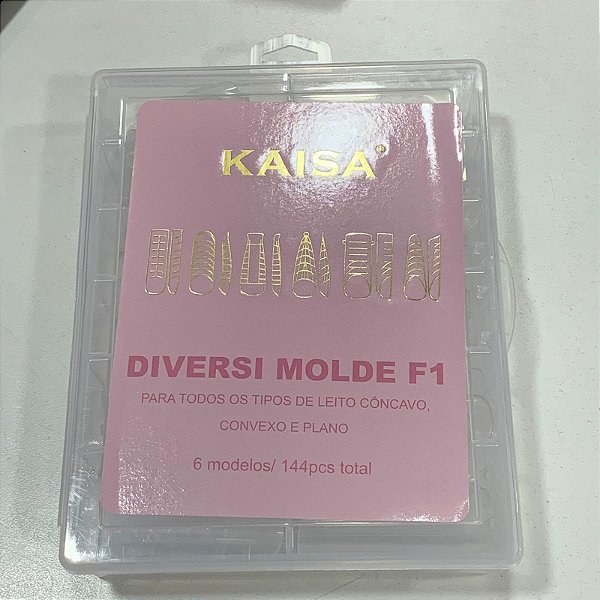 KAISA®
DIVERSI MOLDE F1
PARA TODOS OS TIPOS DE LEITO CÔNCAVO,
CONVEXO E PLANO
6 modelos/ 144pcs total